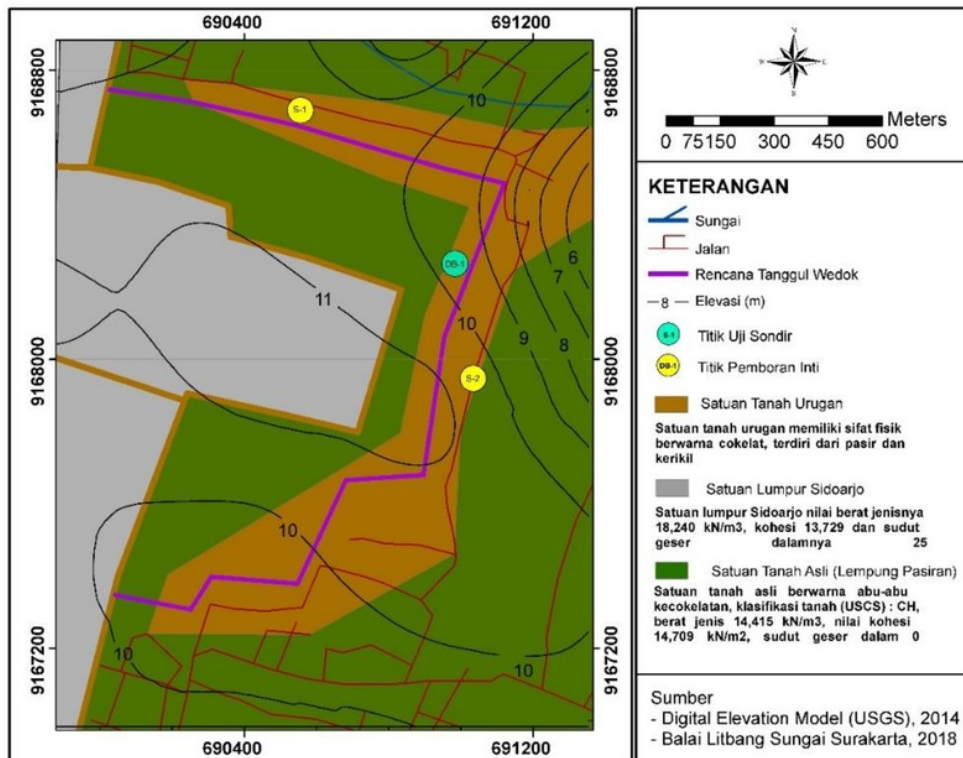 690400
691200
9168800
9168000
9167200
S-1
DB-1
S-2
10
11
10
9
8
7
6
10
10
10
690400
691200
N
Meters
0 75 150 300 450 600
KETERANGAN
Sungai
Jalan
Rencana Tanggul Wedok
8 Elevasi (m)
S-1 Titik Uji Sondir
DB-1 Titik Pemboran Inti
Satuan Tanah Urugan
Satuan tanah urugan memiliki sifat fisik
berwarna cokelat, terdiri dari pasir dan
kerikil
Satuan Lumpur Sidoarjo
Satuan lumpur Sidoarjo nilai berat jenisnya
18,240 kN/m3, kohesi 13,729 dan sudut
geser dalamnya 25
Satuan Tanah Asli (Lempung Pasiran)
Satuan tanah asli berwarna abu-abu
kecokelatan, klasifikasi tanah (USCS) : CH,
berat jenis 14,415 kN/m3, nilai kohesi
14,709 kN/m2, sudut geser dalam 0
Sumber
- Digital Elevation Model (USGS), 2014
- Balai Litbang Sungai Surakarta, 2018
9168800
9168000
9167200